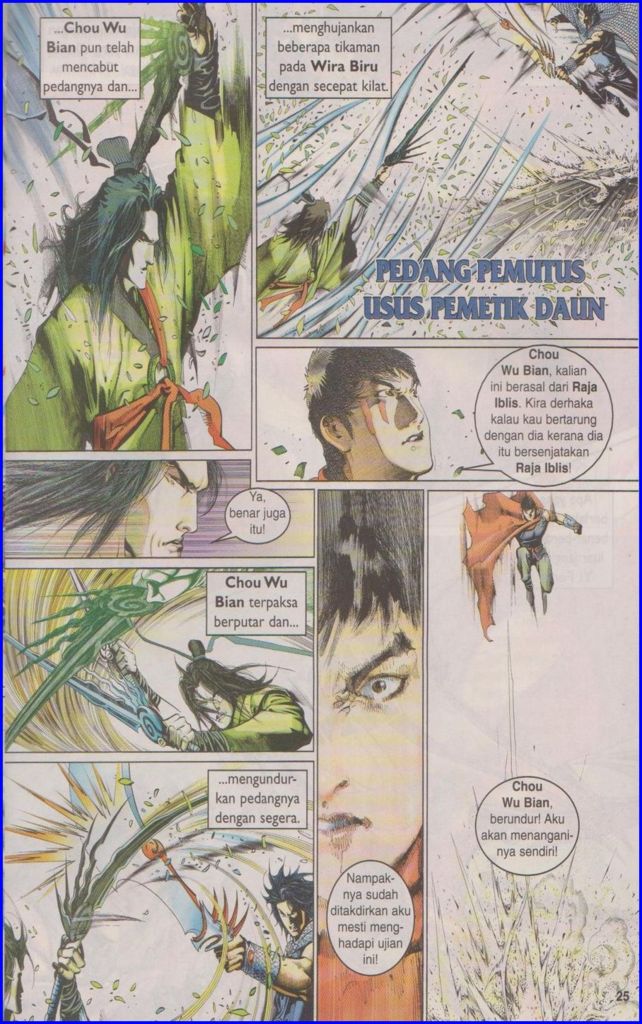 ...Chou Wu
Bian pun telah
mencabut
pedangnya dan...
...menghujankan
beberapa tikaman
pada Wira Biru
dengan secepat kilat.
PEDANG PEMUTUS
USUS PEMETIK DAUN
Chou
Wu Bian, kalian
ini berasal dari Raja
Iblis. Kira derhaka
kalau kau bertarung
dengan dia kerana dia
itu bersenjatakan
Raja Iblis!
Ya,
benar juga
itu!
Chou Wu
Bian terpaksa
berputar dan...
...mengundur-
kan pedangnya
dengan segera.
Nampak-
nya sudah
ditakdirkan aku
mesti meng-
hadapi ujian
ini!
Chou
Wu Bian,
berundur! Aku
akan menangani-
nya sendiri!
25